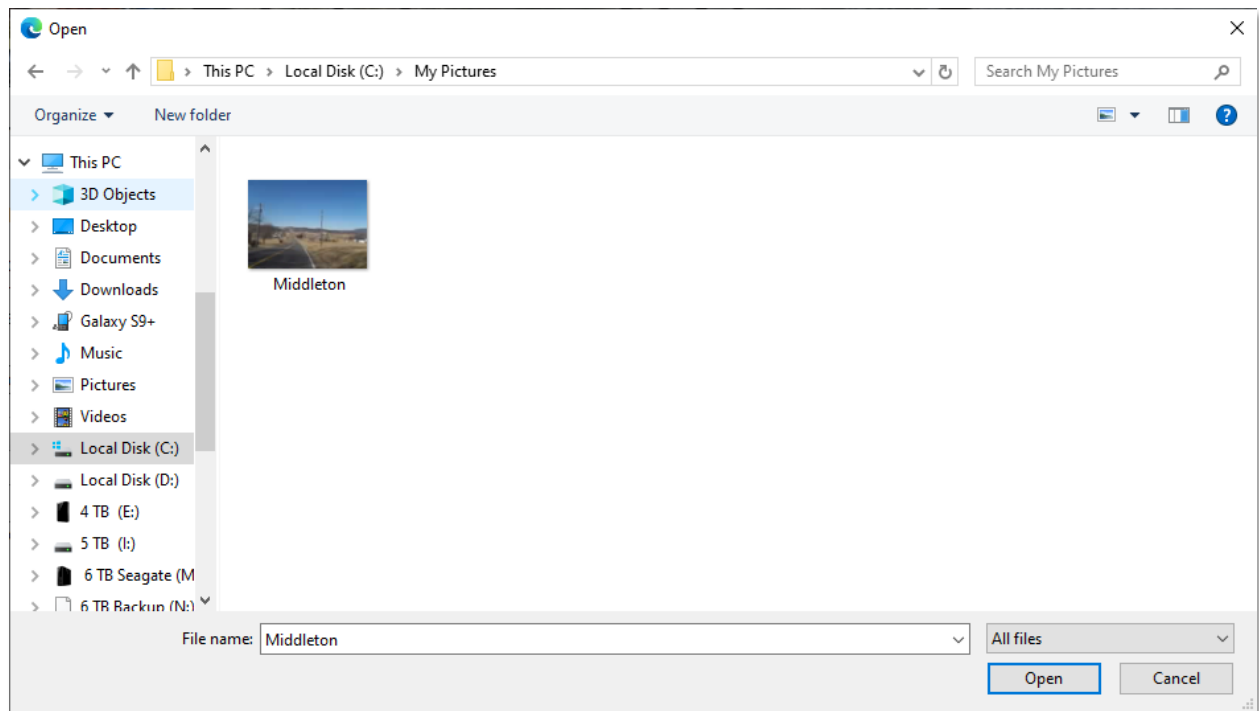 Open
This PC > Local Disk (C:) > My Pictures
Search My Pictures
Organize
New folder
This PC
3D Objects
Desktop
Documents
Downloads
Galaxy S9+
Music
Pictures
Videos
Local Disk (C:)
Local Disk (D:)
4 TB (E:)
5 TB (I:)
6 TB Seagate (M
6 TB Backup (N:)
Middleton
File name: Middleton
All files
Open
Cancel